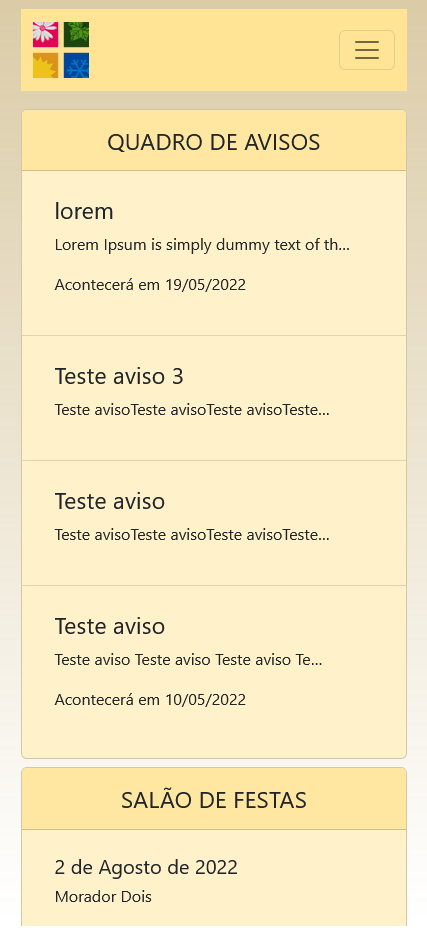 QUADRO DE AVISOS
lorem
Lorem Ipsum is simply dummy text of th...
Acontecerá em 19/05/2022
Teste aviso 3
Teste avisoTeste avisoTeste avisoTeste...
Teste aviso
Teste avisoTeste avisoTeste avisoTeste...
Teste aviso
Teste aviso Teste aviso Teste aviso Te...
Acontecerá em 10/05/2022
SALÃO DE FESTAS
2 de Agosto de 2022
Morador Dois